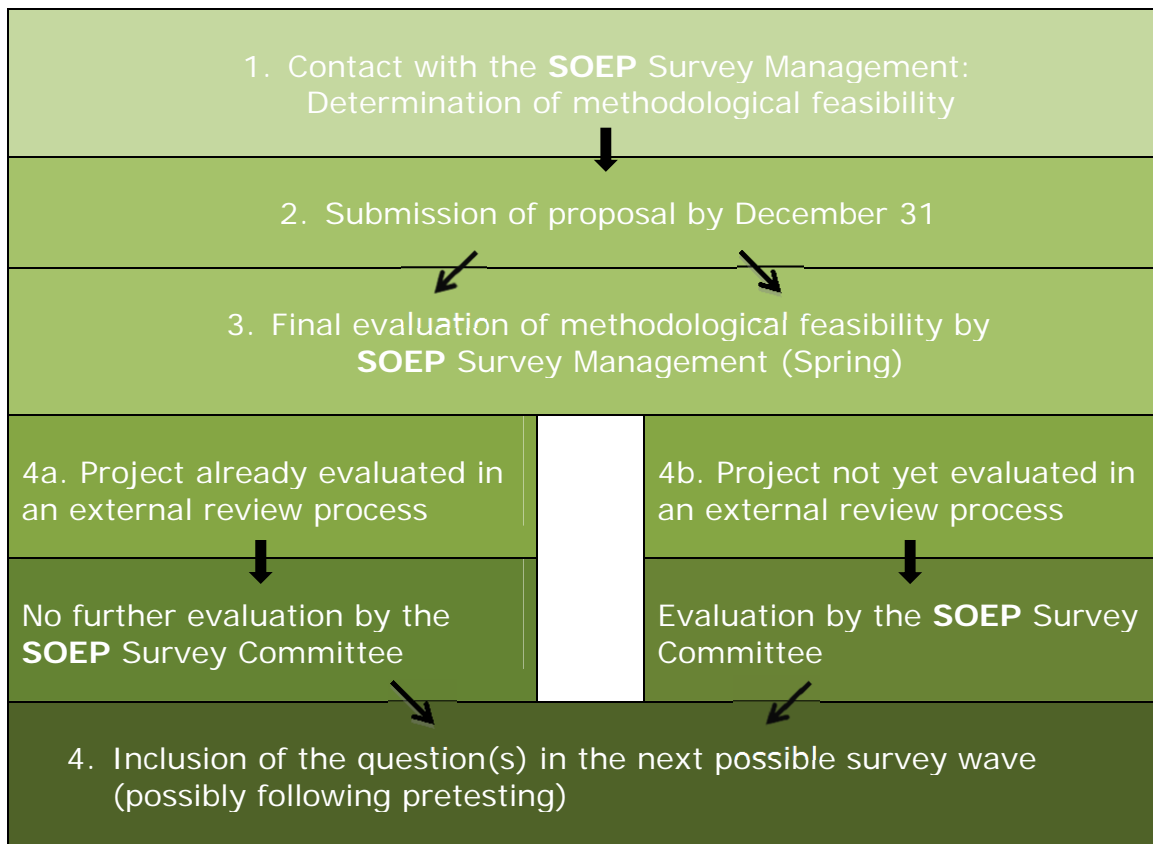 1. Contact with the SOEP Survey Management:
Determination of methodological feasibility
2. Submission of proposal by December 31
3. Final evaluation of methodological feasibility by
SOEP Survey Management (Spring)
4a. Project already evaluated in
an external review process
4b. Project not yet evaluated in
an external review process
No further evaluation by the
SOEP Survey Committee
Evaluation by the SOEP Survey
Committee
4. Inclusion of the question(s) in the next possible survey wave
(possibly following pretesting)